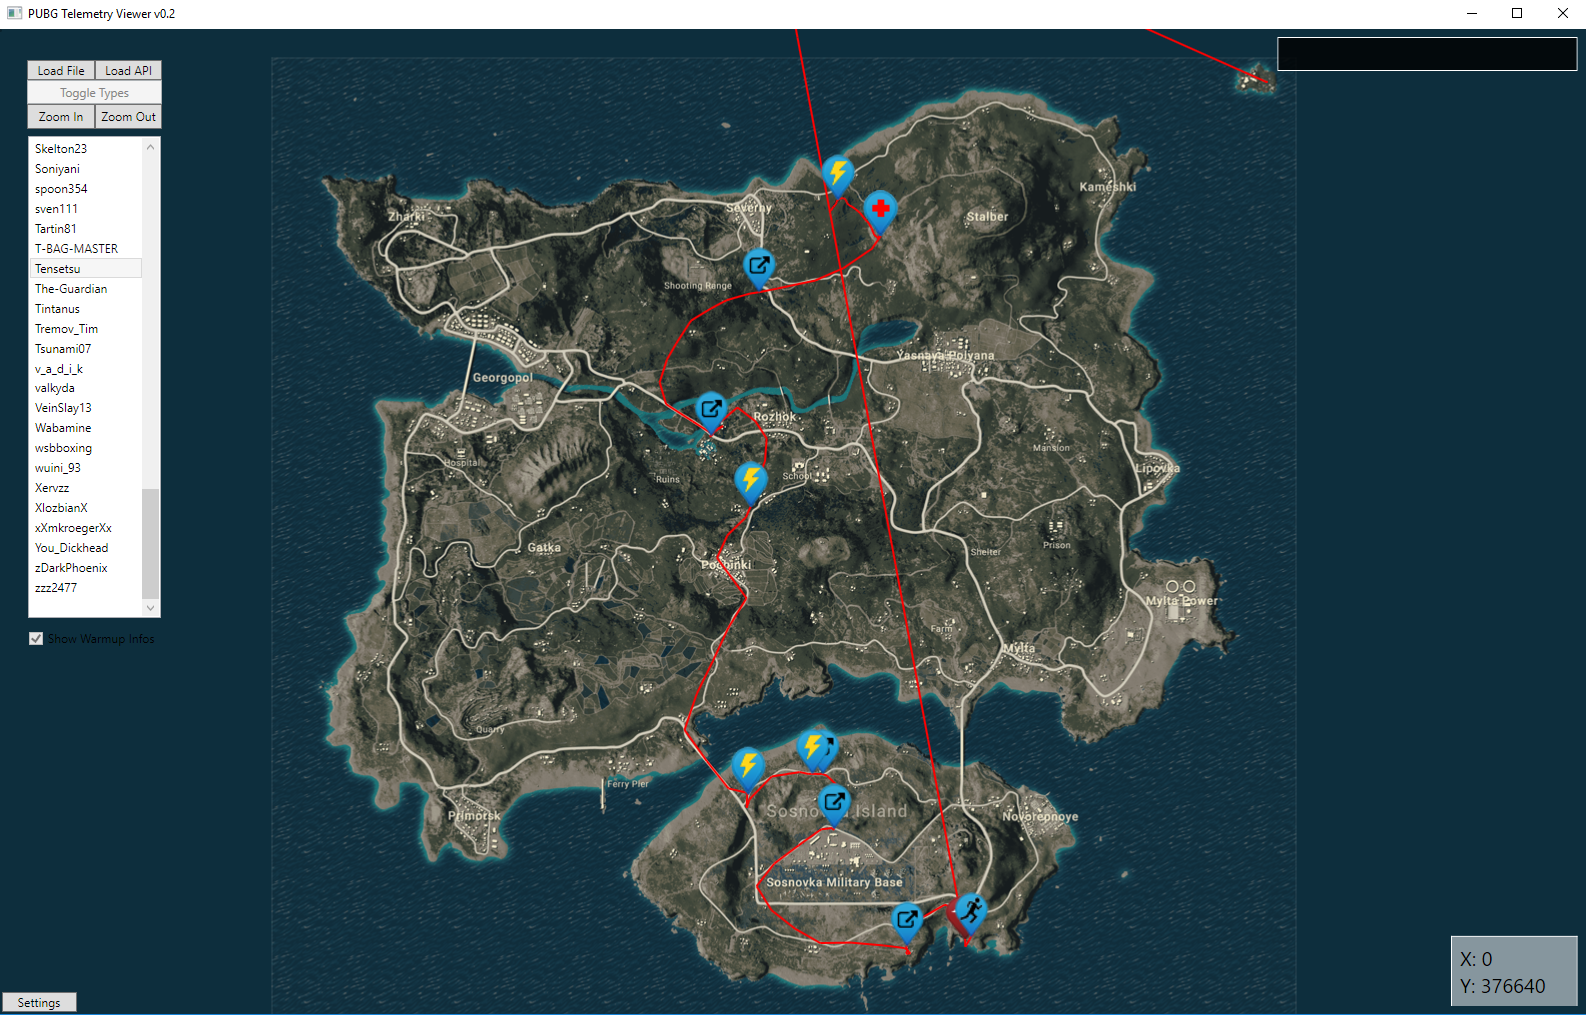 PUBG Telemetry Viewer v0.2
Load File Load API
Toggle Types
Zoom In Zoom Out
Skelton23
Soniyani
spoon354
sven111
Tartin81
T-BAG-MASTER
Tensetsu
The-Guardian
Tintanus
Tremov_Tim
Tsunami07
v_a_d_i_k
valkyda
VeinSlay13
Wabamine
wsbboxing
wuini_93
Xervzz
XlozbianX
xXmkroegerXx
You_Dickhead
zDarkPhoenix
zzz2477
Show Warmup Infos
Settings
Zharki
Severny
Kameshki
Stalber
Shooting Range
Yasnaya Polyana
Georgopol
Rozhok
Hospital
Ruins
School
Mansion
Lipovka
Gatka
Pochinki
Shelter
Prison
Mylta Power
Farm
Mylta
Quarry
Ferry Pier
Primorsk
Sosnovka Island
Novorepnoye
Sosnovka Military Base
X: 0
Y: 376640